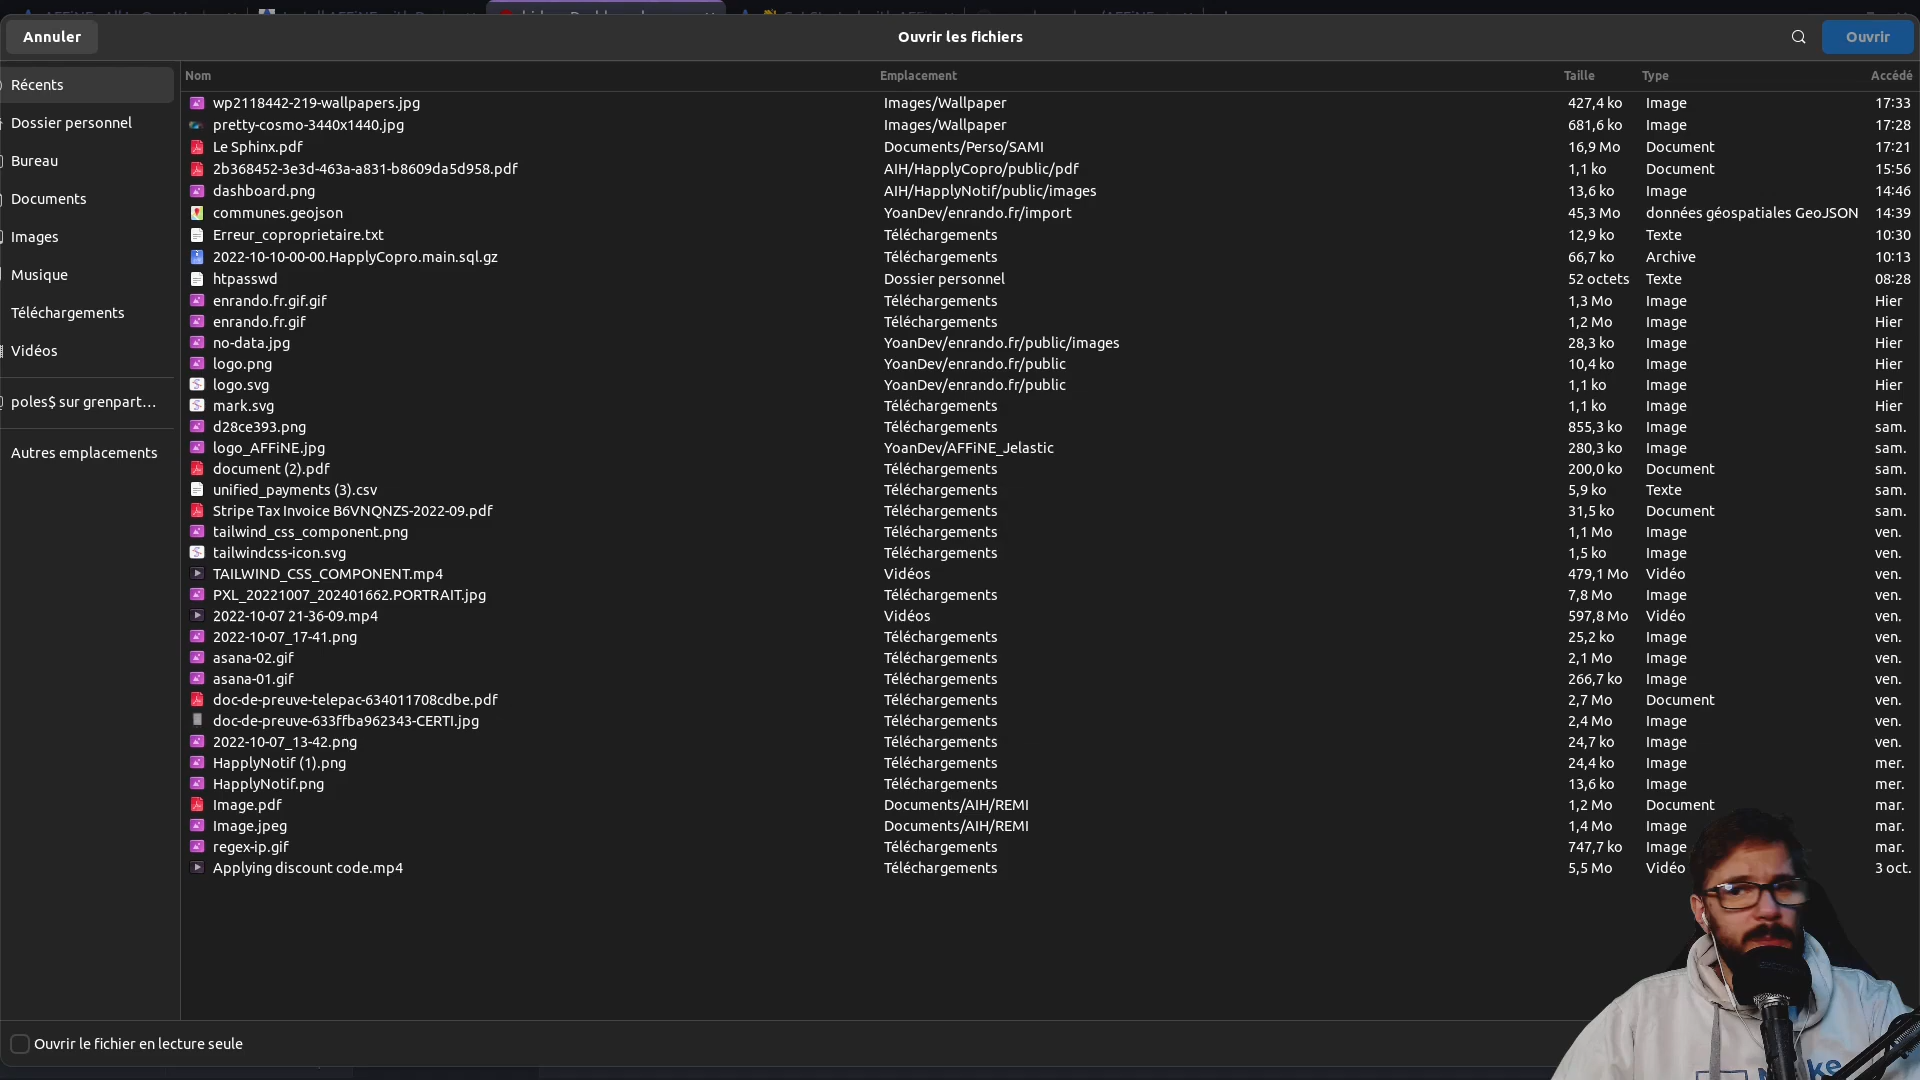 Annuler
Ouvrir les fichiers
Ouvrir
Récents
Dossier personnel
Bureau
Documents
Images
Musique
Téléchargements
Vidéos
poles$ sur grenpart…
Autres emplacements
Nom Emplacement Taille Type Accédé
wp2118442-219-wallpapers.jpg Images/Wallpaper 427,4 ko Image 17:33
pretty-cosmo-3440x1440.jpg Images/Wallpaper 681,6 ko Image 17:28
Le Sphinx.pdf Documents/Perso/SAMI 16,9 Mo Document 17:21
2b368452-3e3d-463a-a831-b8609da5d958.pdf AIH/HapplyCopro/public/pdf 1,1 ko Document 15:56
dashboard.png AIH/HapplyNotif/public/images 13,6 ko Image 14:46
communes.geojson YoanDev/enrando.fr/import 45,3 Mo données géospatiales GeoJSON 14:39
Erreur_coproprietaire.txt Téléchargements 12,9 ko Texte 10:30
2022-10-10-00-00.HapplyCopro.main.sql.gz Téléchargements 66,7 ko Archive 10:13
htpasswd Dossier personnel 52 octets Texte 08:28
enrando.fr.gif.gif Téléchargements 1,3 Mo Image Hier
enrando.fr.gif Téléchargements 1,2 Mo Image Hier
no-data.jpg YoanDev/enrando.fr/public/images 28,3 ko Image Hier
logo.png YoanDev/enrando.fr/public 10,4 ko Image Hier
logo.svg YoanDev/enrando.fr/public 1,1 ko Image Hier
mark.svg Téléchargements 1,1 ko Image Hier
d28ce393.png Téléchargements 855,3 ko Image sam.
logo_AFFiNE.jpg YoanDev/AFFiNE_Jelastic 280,3 ko Image sam.
document (2).pdf Téléchargements 200,0 ko Document sam.
unified_payments (3).csv Téléchargements 5,9 ko Texte sam.
Stripe Tax Invoice B6VNQNZS-2022-09.pdf Téléchargements 31,5 ko Document sam.
tailwind_css_component.png Téléchargements 1,1 Mo Image ven.
tailwindcss-icon.svg Téléchargements 1,5 ko Image ven.
TAILWIND_CSS_COMPONENT.mp4 Vidéos 479,1 Mo Vidéo ven.
PXL_20221007_202401662.PORTRAIT.jpg Téléchargements 7,8 Mo Image ven.
2022-10-07 21-36-09.mp4 Vidéos 597,8 Mo Vidéo ven.
2022-10-07_17-41.png Téléchargements 25,2 ko Image ven.
asana-02.gif Téléchargements 2,1 Mo Image ven.
asana-01.gif Téléchargements 266,7 ko Image ven.
doc-de-preuve-telepac-634011708cdbe.pdf Téléchargements 2,7 Mo Document ven.
doc-de-preuve-633ffba962343-CERTI.jpg Téléchargements 2,4 Mo Image ven.
2022-10-07_13-42.png Téléchargements 24,7 ko Image ven.
HapplyNotif (1).png Téléchargements 24,4 ko Image mer.
HapplyNotif.png Téléchargements 13,6 ko Image mer.
Image.pdf Documents/AIH/REMI 1,2 Mo Document mar.
Image.jpeg Documents/AIH/REMI 1,4 Mo Image mar.
regex-ip.gif Téléchargements 747,7 ko Image mar.
Applying discount code.mp4 Téléchargements 5,5 Mo Vidéo 3 oct.
Ouvrir le fichier en lecture seule